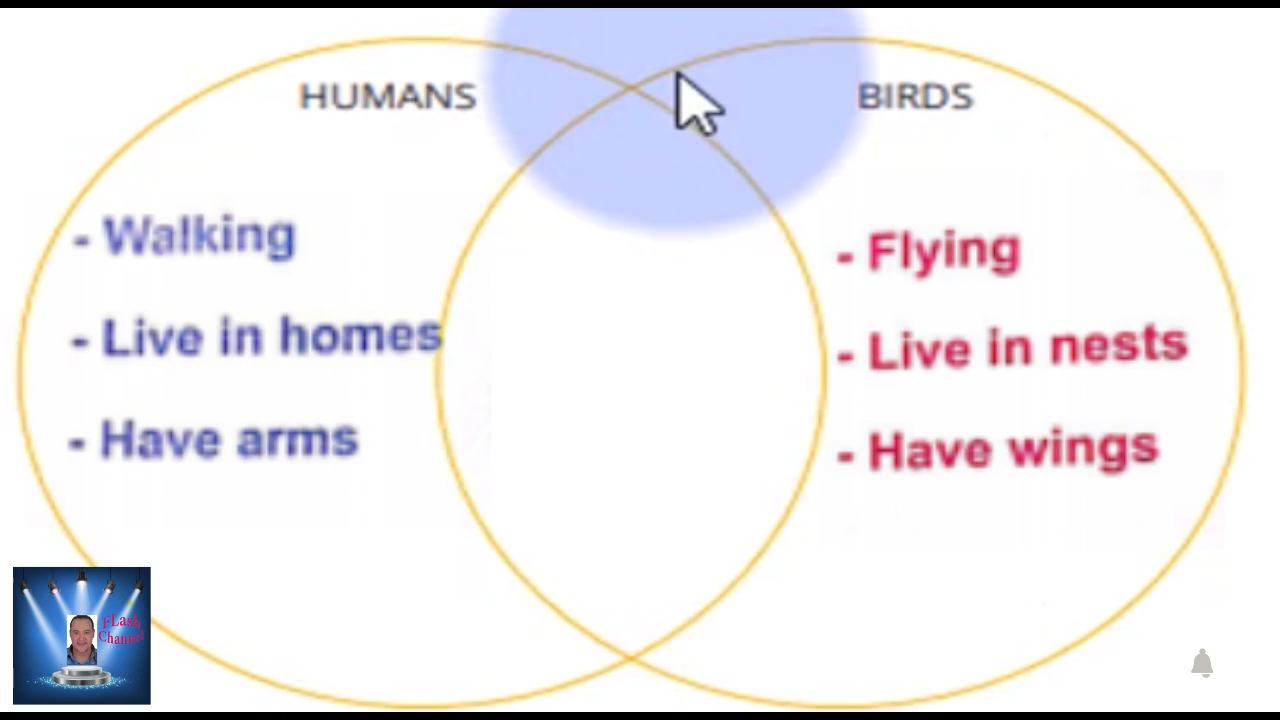 HUMANS
BIRDS
- Walking
- Live in homes
- Have arms
- Flying
- Live in nests
- Have wings
FLash
Channel